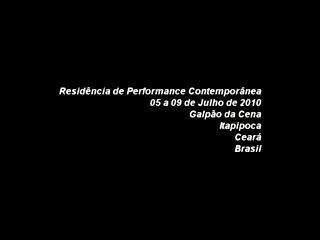 Residência de Performance Contemporânea
05 a 09 de Julho de 2010
Galpão da Cena
Itapipoca
Ceará
Brasil